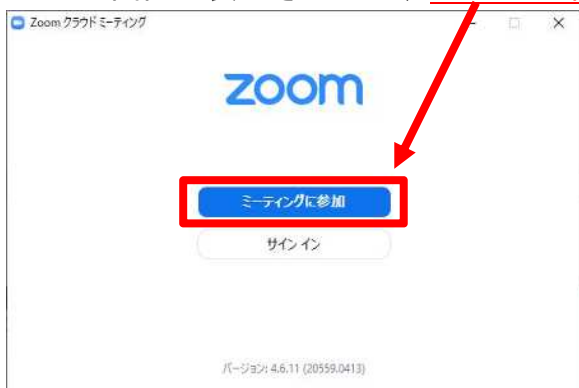 Zoom クラウド ミーティング
zoom
ミーティングに参加
サイン イン
バージョン: 4.6.11 (20559.0413)